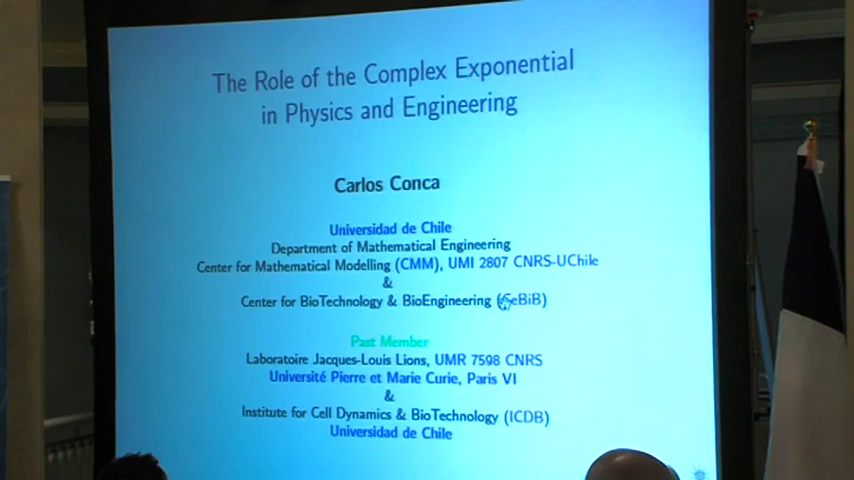 The Role of the Complex Exponential
in Physics and Engineering
Carlos Conca
Universidad de Chile
Department of Mathematical Engineering
Center for Mathematical Modelling (CMM), UMI 2807 CNRS-UChile
&
Center for BioTechnology & BioEngineering (CeBiB)
Past Member
Laboratoire Jacques-Louis Lions, UMR 7598 CNRS
Université Pierre et Marie Curie, Paris VI
&
Institute for Cell Dynamics & BioTechnology (ICDB)
Universidad de Chile